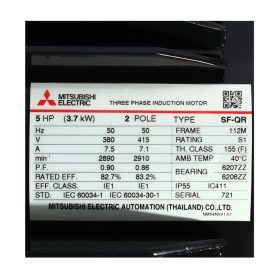 MITSUBISHI
ELECTRIC
THREE PHASE INDUCTION MOTOR
5 HP (3.7 kW) 2 POLE TYPE SF-QR
Hz 50 50 FRAME 112M
V 380 415 RATING S1
A 7.5 7.1 TH. CLASS 155 (F)
min⁻¹ 2890 2910 AMB TEMP 40°C
P.F. 0.90 0.86 BEARING 6207ZZ
RATED EFF. 82.7% 83.2% 6206ZZ
EFF. CLASS IE1 IE1 IP55 IC411
STD. IEC 60034-1 IEC 60034-30-1 SERIAL 721
MITSUBISHI ELECTRIC AUTOMATION (THAILAND) CO.,LTD.